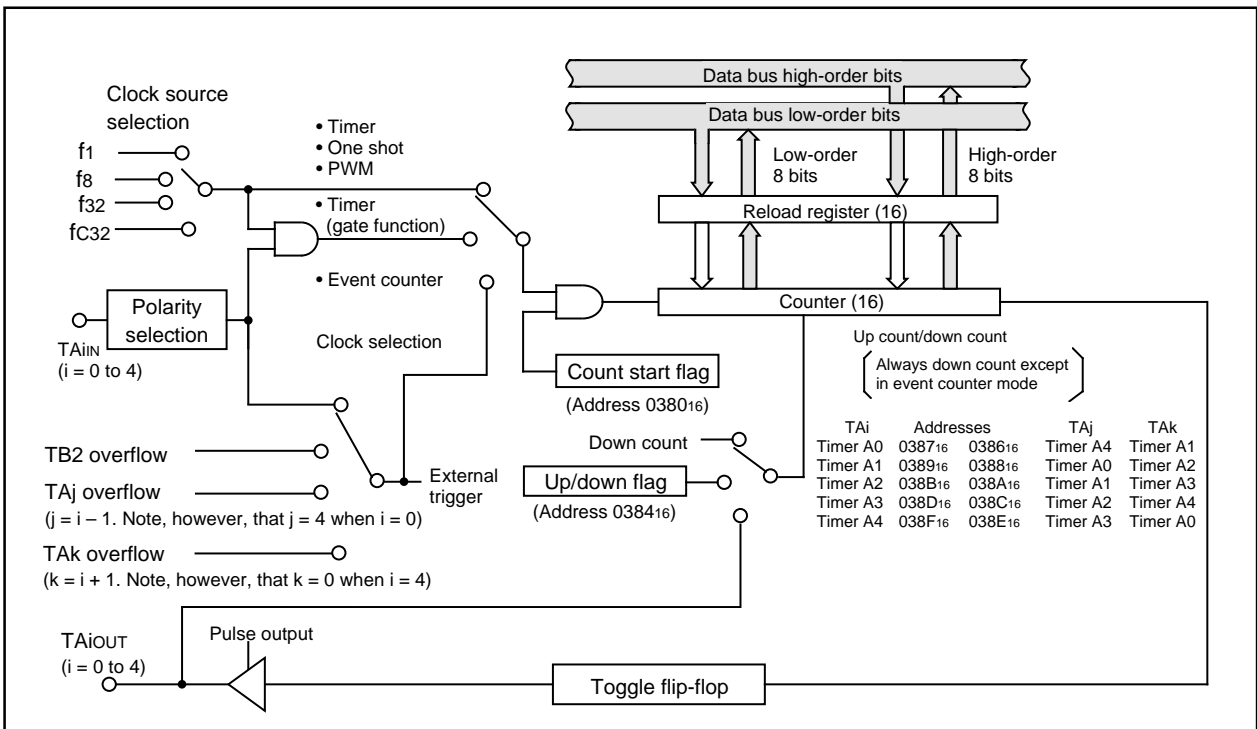 Data bus high-order bits
Data bus low-order bits
Low-order
8 bits
High-order
8 bits
Reload register (16)
Counter (16)
Clock source
selection
f1
f8
f32
fC32
• Timer
• One shot
• PWM
• Timer
(gate function)
• Event counter
Clock selection
Polarity
selection
TAiIN
(i = 0 to 4)
Count start flag
(Address 038016)
Up count/down count
Always down count except
in event counter mode
TB2 overflow
TAj overflow
(j = i – 1. Note, however, that j = 4 when i = 0)
TAk overflow
(k = i + 1. Note, however, that k = 0 when i = 4)
External
trigger
Down count
Up/down flag
(Address 038416)
TAi Addresses TAj TAk
Timer A0 038716 038616 Timer A4 Timer A1
Timer A1 038916 038816 Timer A0 Timer A2
Timer A2 038B16 038A16 Timer A1 Timer A3
Timer A3 038D16 038C16 Timer A2 Timer A4
Timer A4 038F16 038E16 Timer A3 Timer A0
TAiOUT
(i = 0 to 4)
Pulse output
Toggle flip-flop